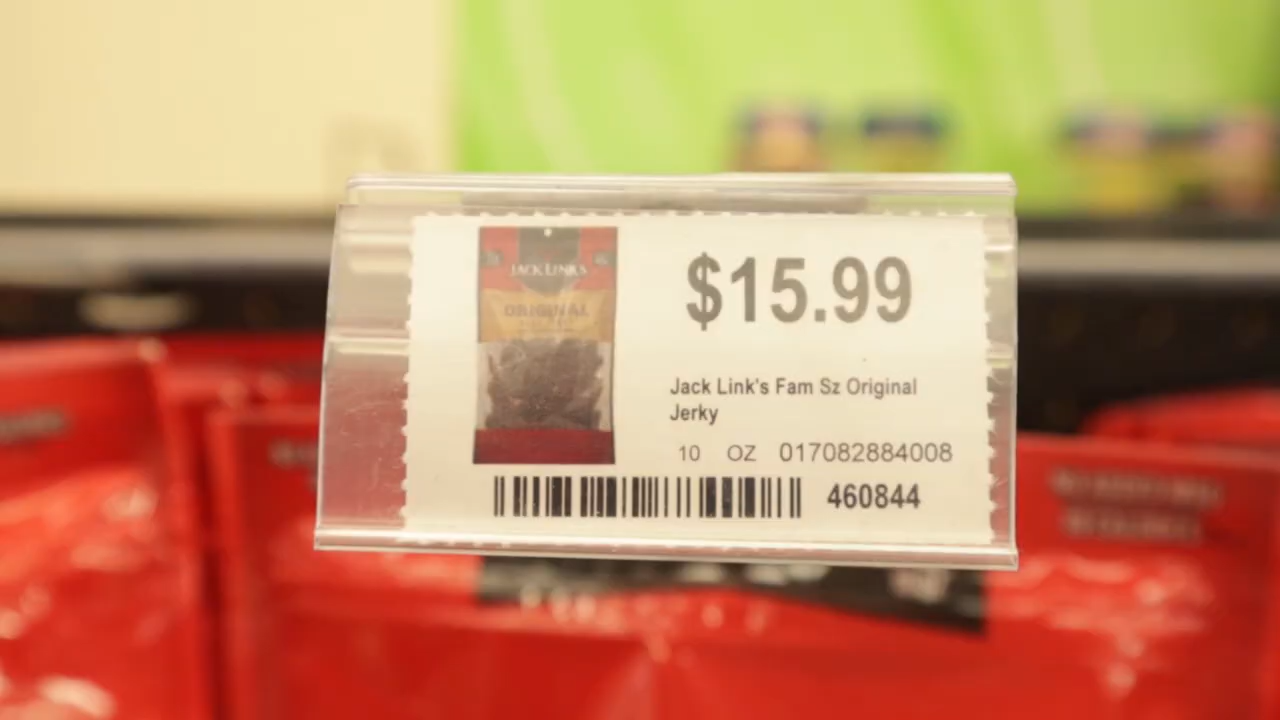 JACK LINK'S
ORIGINAL
$15.99
Jack Link's Fam Sz Original
Jerky
10 OZ 017082884008
460844